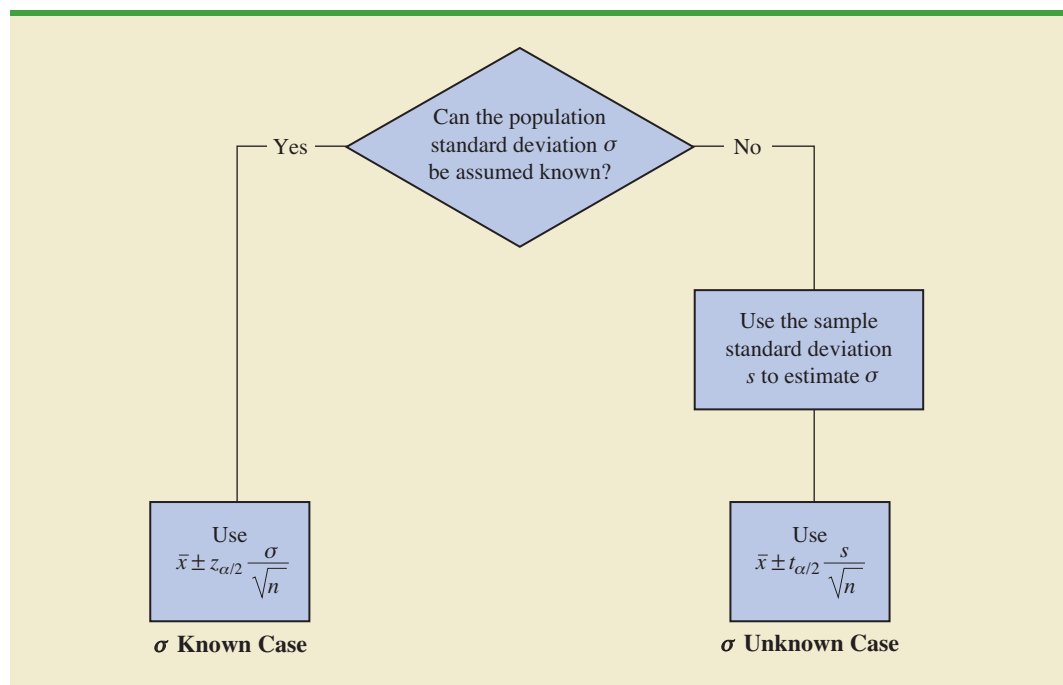 Can the population
standard deviation σ
be assumed known?
Yes
No
Use the sample
standard deviation
s to estimate σ
Use
x̄ ± z_{α/2} σ/√n
σ Known Case
Use
x̄ ± t_{α/2} s/√n
σ Unknown Case